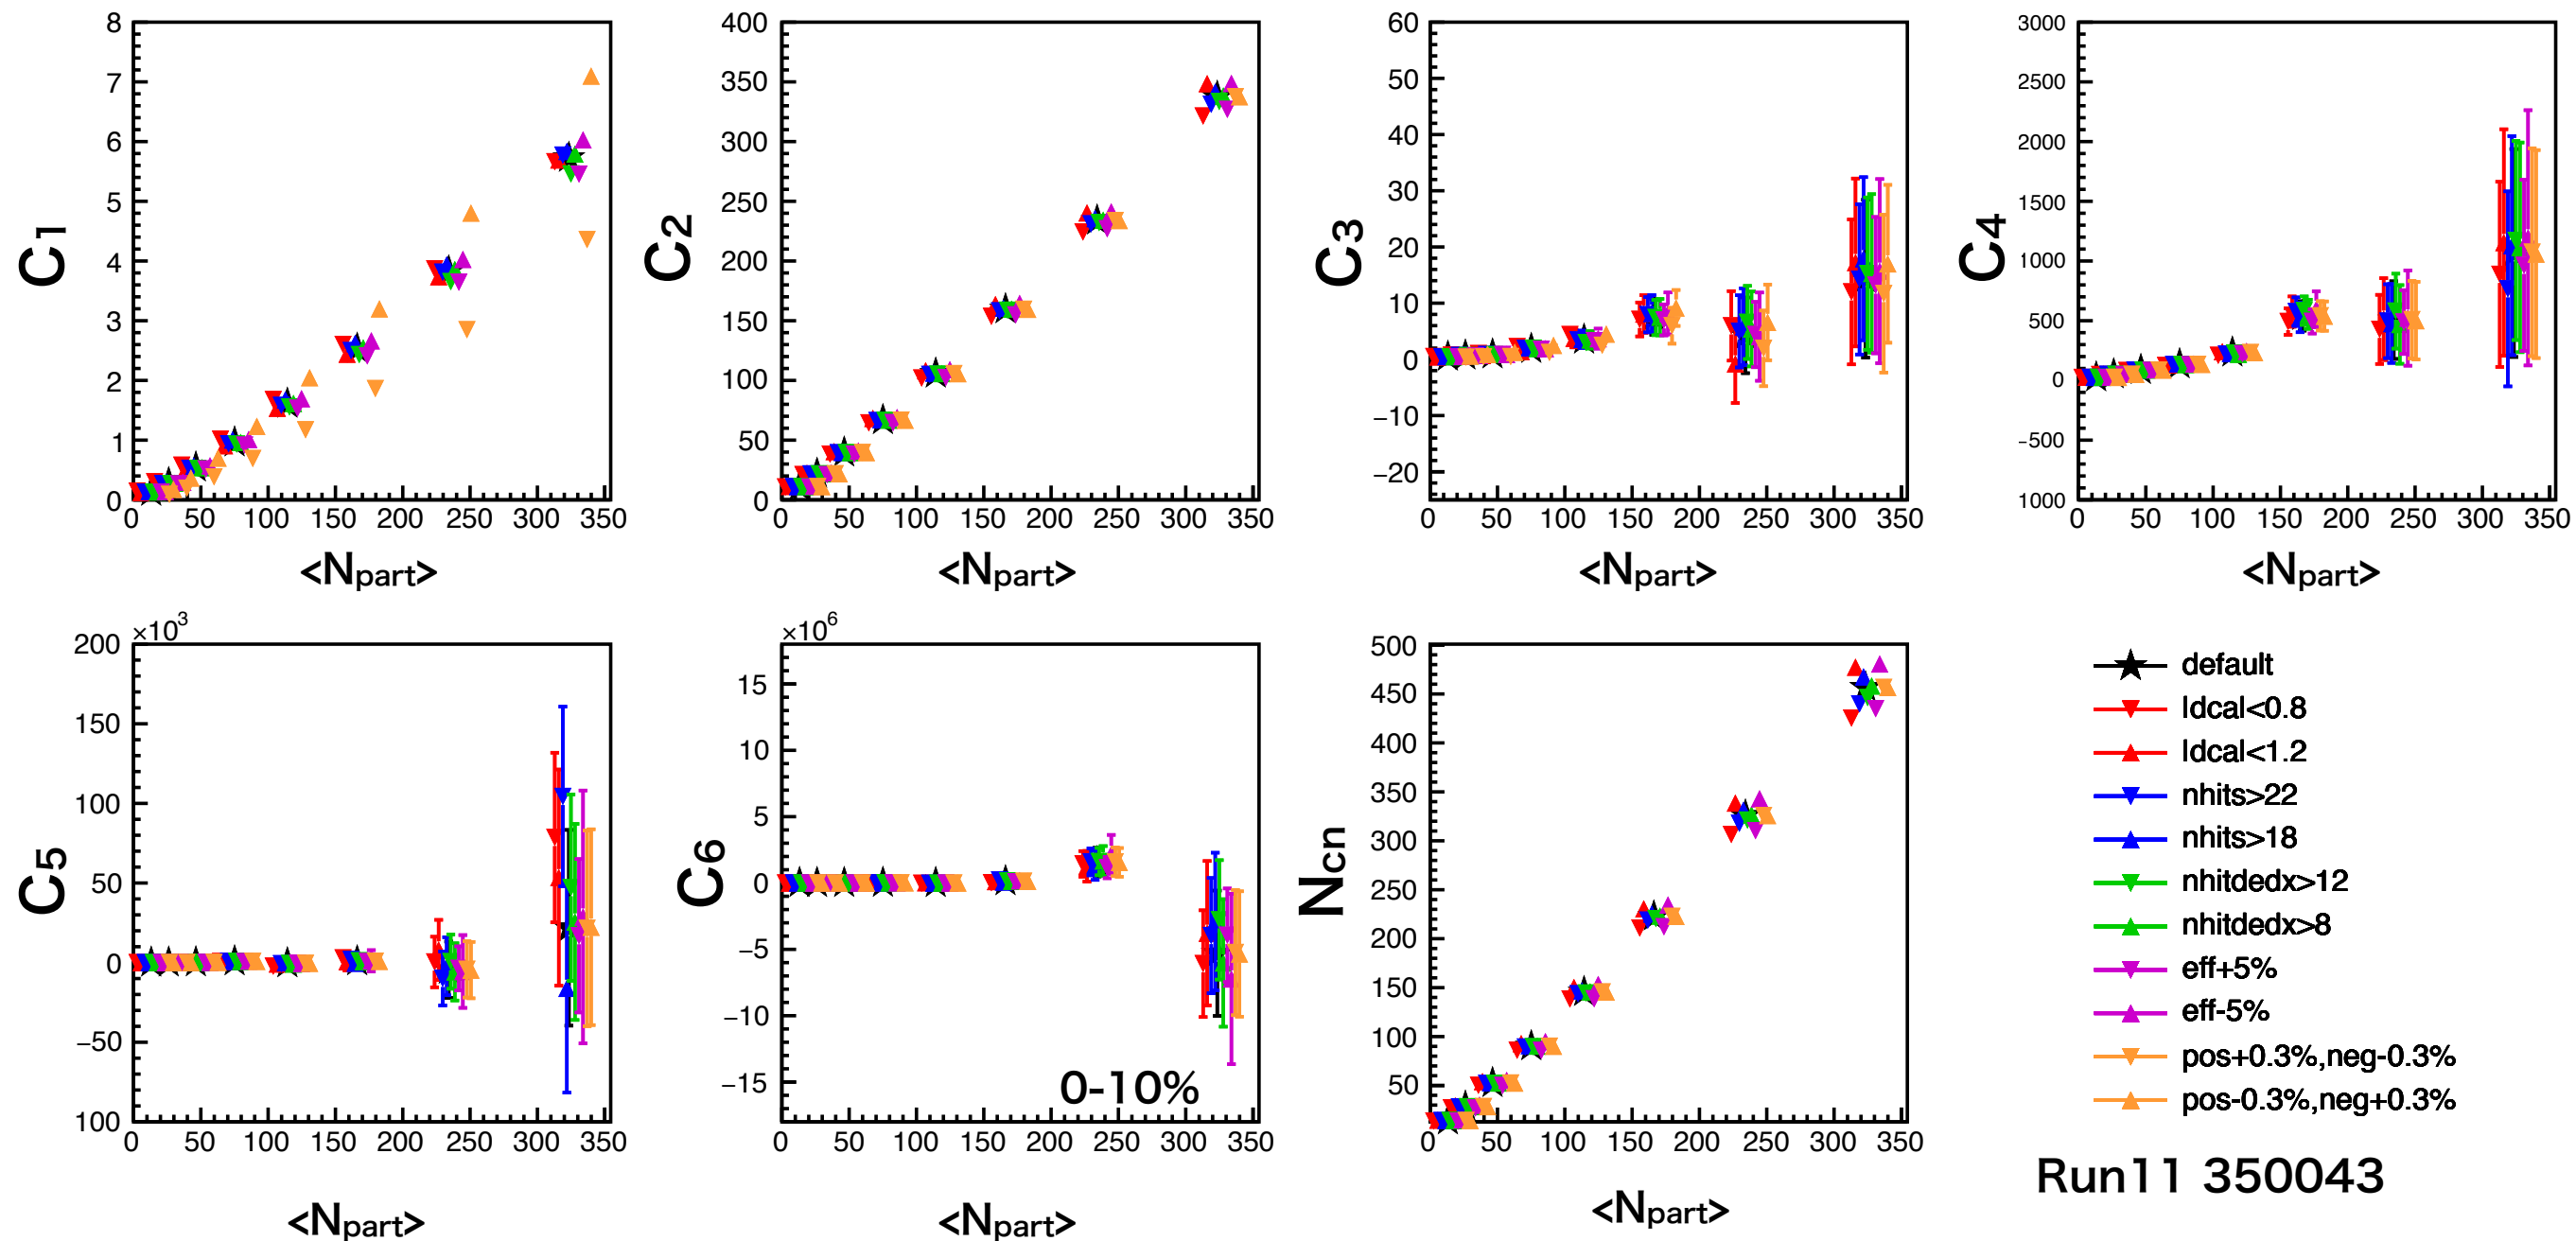 C1
8
7
6
5
4
3
2
1
0
0 50 100 150 200 250 300 350
<Npart>
C2
400
350
300
250
200
150
100
50
0
0 50 100 150 200 250 300 350
<Npart>
C3
60
50
40
30
20
10
0
−10
−20
0 50 100 150 200 250 300 350
<Npart>
C4
3000
2500
2000
1500
1000
500
0
−500
1000
0 50 100 150 200 250 300 350
<Npart>
C5
×10³
200
150
100
50
0
−50
100
0 50 100 150 200 250 300 350
<Npart>
C6
×10⁶
15
10
5
0
−5
−10
−15
0-10%
0 50 100 150 200 250 300 350
<Npart>
Ncn
500
450
400
350
300
250
200
150
100
50
0 50 100 150 200 250 300 350
<Npart>
default
ldcal<0.8
ldcal<1.2
nhits>22
nhits>18
nhitdedx>12
nhitdedx>8
eff+5%
eff-5%
pos+0.3%,neg-0.3%
pos-0.3%,neg+0.3%
Run11 350043